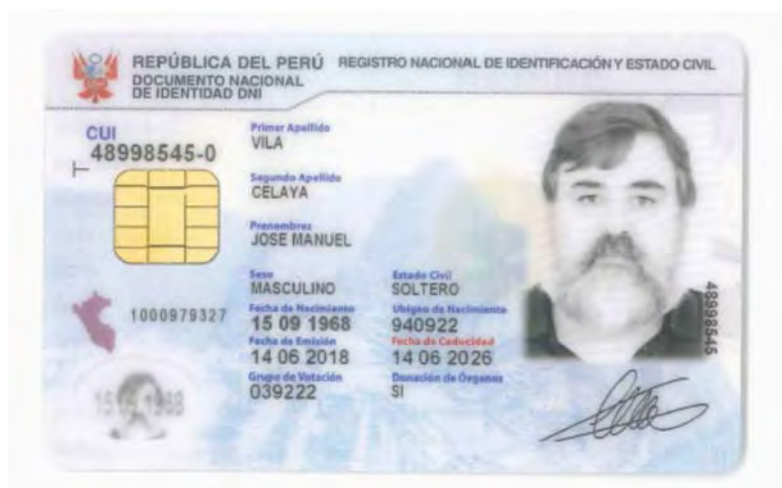 REPÚBLICA DEL PERÚ REGISTRO NACIONAL DE IDENTIFICACIÓN Y ESTADO CIVIL
DOCUMENTO NACIONAL
DE IDENTIDAD DNI
CUI
48998545-0
Primer Apellido
VILA
Segundo Apellido
CELAYA
Prenombres
JOSE MANUEL
Sexo Estado Civil
MASCULINO SOLTERO
1000979327
Fecha de Nacimiento Ubigeo de Nacimiento
15 09 1968 940922
Fecha de Emisión Fecha de Caducidad
14 06 2018 14 06 2026
Grupo de Votación Donación de Órganos
039222 SI
48998545